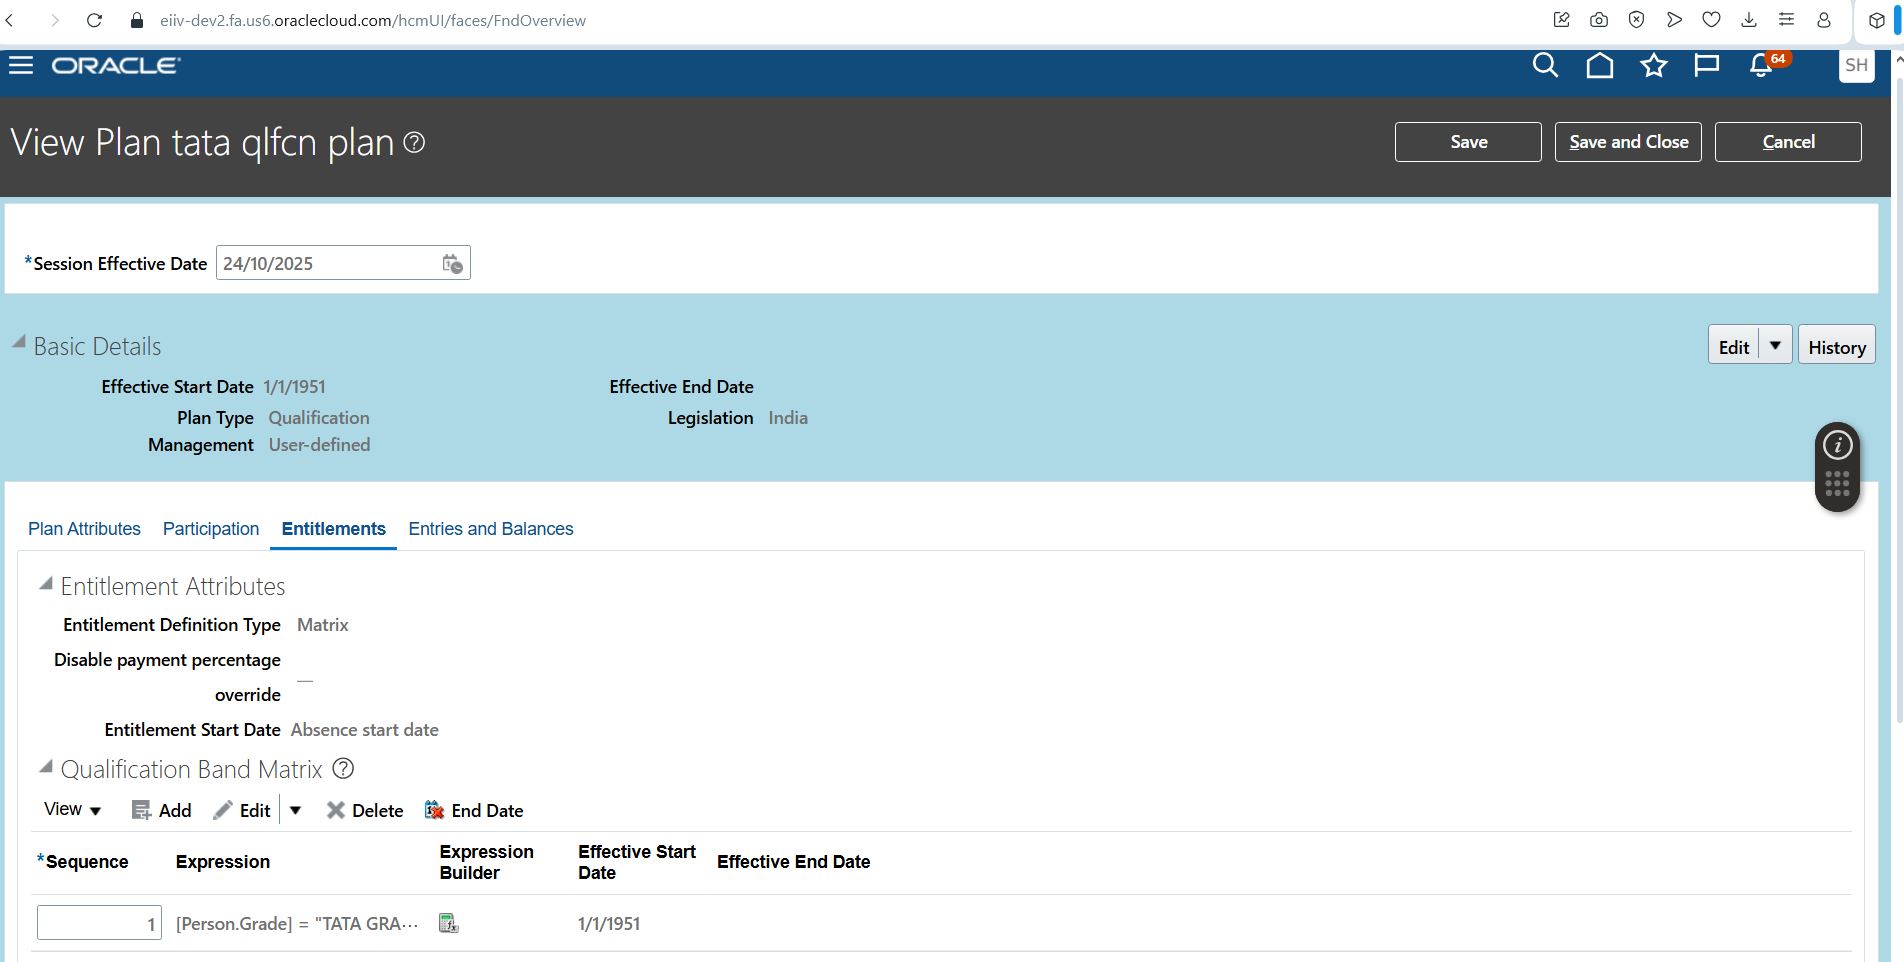 eiiv-dev2.fa.us6.oraclecloud.com/hcmUI/faces/FndOverview
ORACLE
64
SH
View Plan tata qlfcn plan
Save
Save and Close
Cancel
*Session Effective Date 24/10/2025
Basic Details
Edit
History
Effective Start Date 1/1/1951
Effective End Date
Plan Type Qualification
Legislation India
Management User-defined
Plan Attributes
Participation
Entitlements
Entries and Balances
Entitlement Attributes
Entitlement Definition Type Matrix
Disable payment percentage
override
Entitlement Start Date Absence start date
Qualification Band Matrix
View
Add
Edit
Delete
End Date
*Sequence
Expression
Expression
Builder
Effective Start
Date
Effective End Date
1
[Person.Grade] = "TATA GRA...
1/1/1951